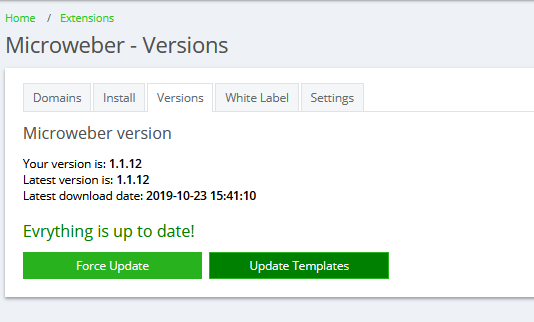 Home / Extensions
Microweber - Versions
Domains Install Versions White Label Settings
Microweber version
Your version is: 1.1.12
Latest version is: 1.1.12
Latest download date: 2019-10-23 15:41:10
Evrything is up to date!
Force Update Update Templates